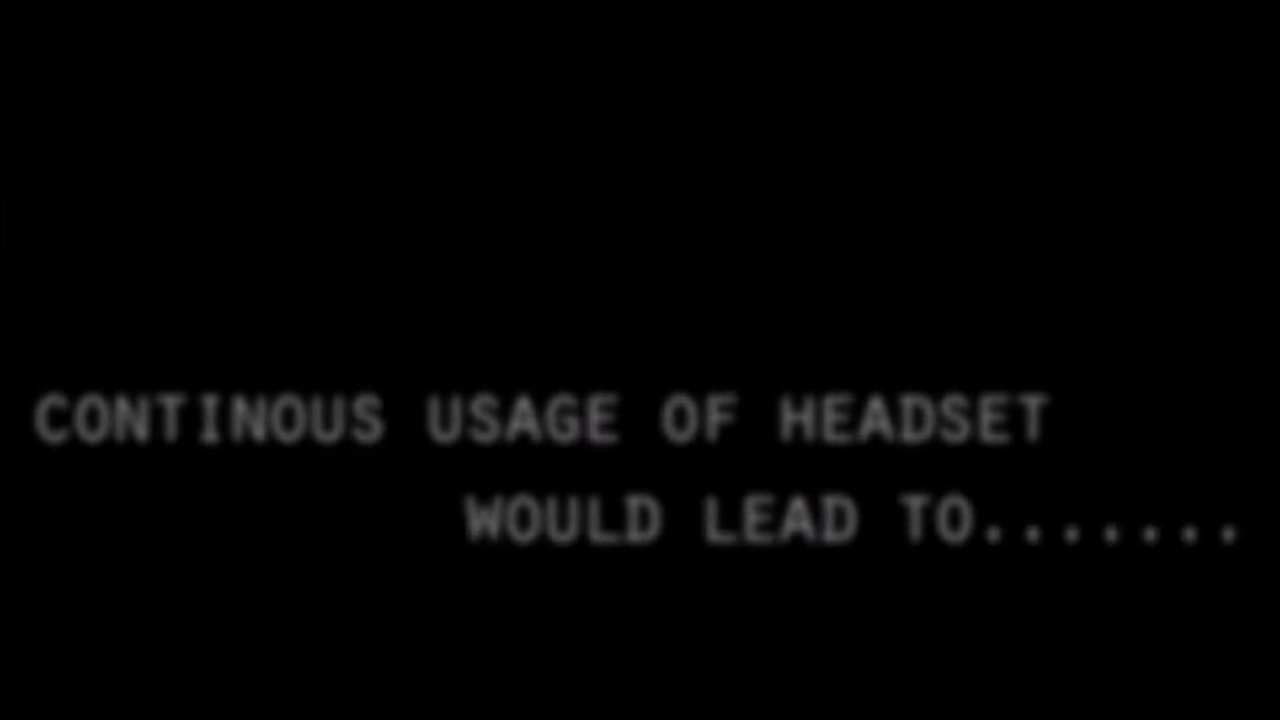 CONTINOUS USAGE OF HEADSET
WOULD LEAD TO.......